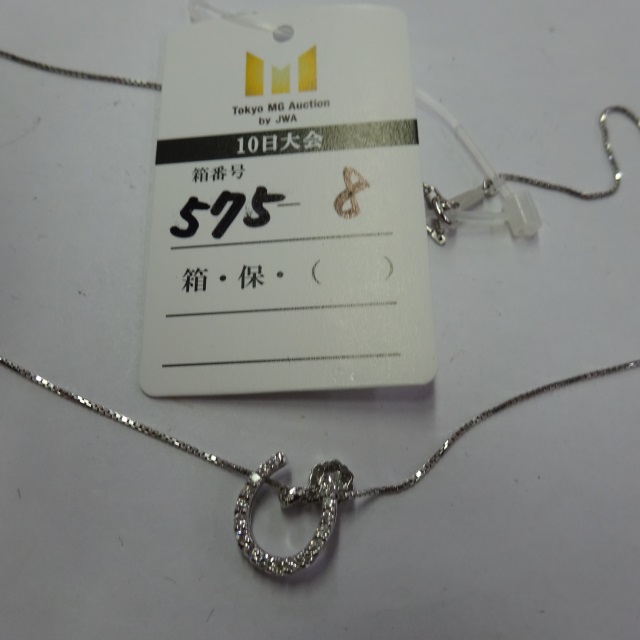 Tokyo MG Auction
by JWA
10日大会
箱番号
575- 8
箱・保・（　　）